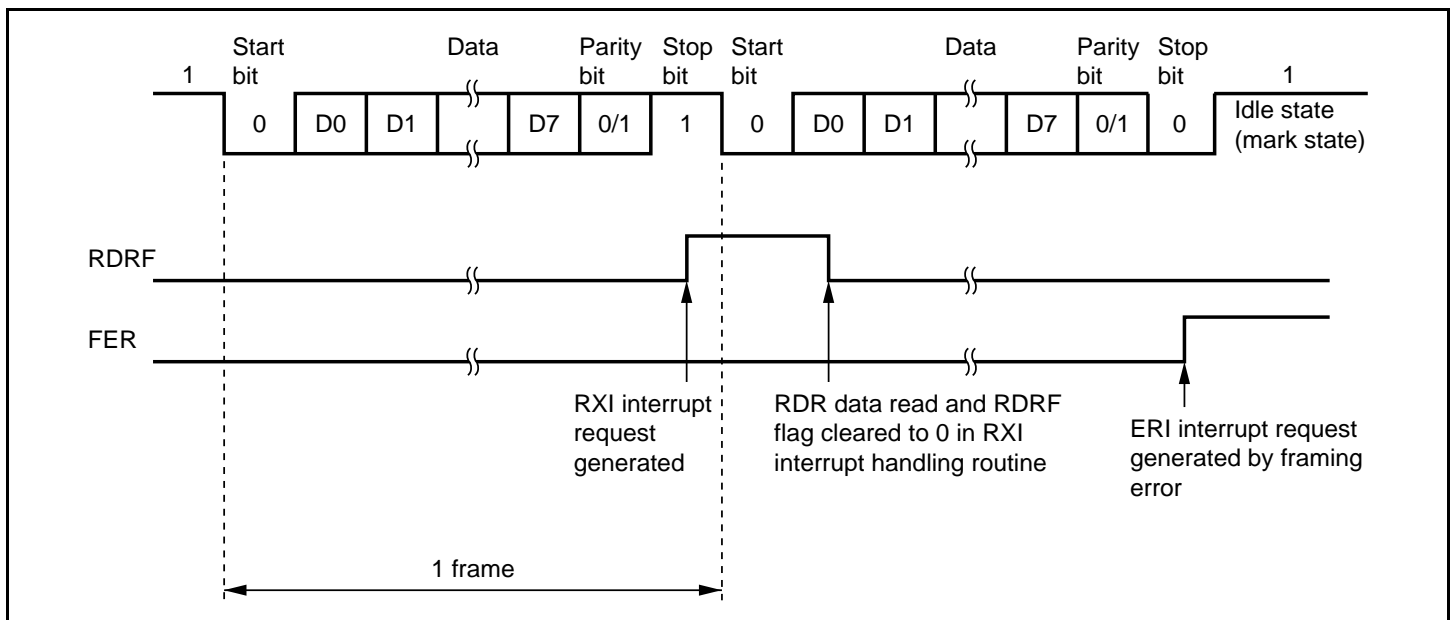 Start bit
Data
Parity bit
Stop bit
Start bit
Data
Parity bit
Stop bit
1
1
0
D0
D1
D7
0/1
1
0
D0
D1
D7
0/1
0
Idle state
(mark state)
RDRF
FER
RXI interrupt
request
generated
RDR data read and RDRF
flag cleared to 0 in RXI
interrupt handling routine
ERI interrupt request
generated by framing
error
1 frame